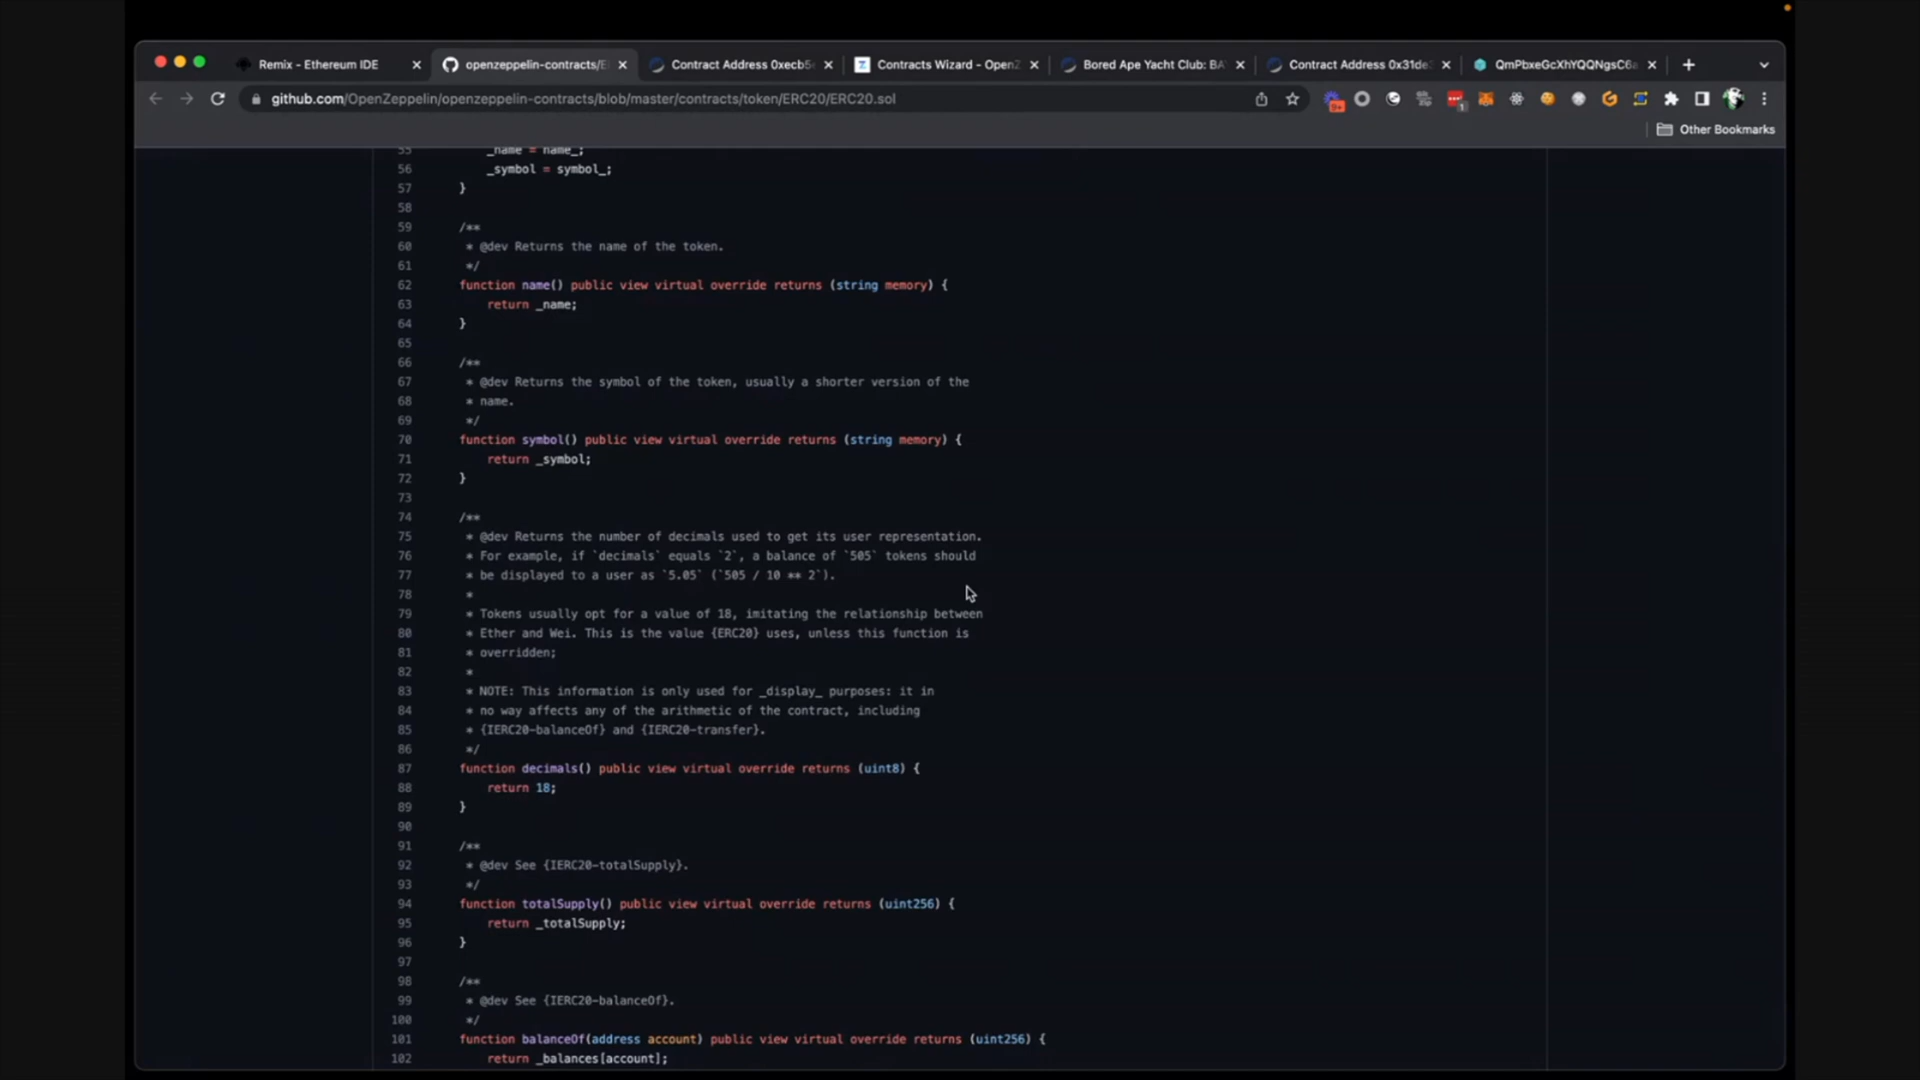 Remix - Ethereum IDE
openzeppelin-contracts/E
Contract Address 0xecb5
Contracts Wizard - OpenZ
Bored Ape Yacht Club: BA
Contract Address 0x31de
QmPbxeGcXhYQQNgsC6a
github.com/OpenZeppelin/openzeppelin-contracts/blob/master/contracts/token/ERC20/ERC20.sol
Other Bookmarks
55 _name = name_;
56 _symbol = symbol_;
57 }
58
59 /**
60 * @dev Returns the name of the token.
61 */
62 function name() public view virtual override returns (string memory) {
63 return _name;
64 }
65
66 /**
67 * @dev Returns the symbol of the token, usually a shorter version of the
68 * name.
69 */
70 function symbol() public view virtual override returns (string memory) {
71 return _symbol;
72 }
73
74 /**
75 * @dev Returns the number of decimals used to get its user representation.
76 * For example, if `decimals` equals `2`, a balance of `505` tokens should
77 * be displayed to a user as `5.05` (`505 / 10 ** 2`).
78 *
79 * Tokens usually opt for a value of 18, imitating the relationship between
80 * Ether and Wei. This is the value {ERC20} uses, unless this function is
81 * overridden;
82 *
83 * NOTE: This information is only used for _display_ purposes: it in
84 * no way affects any of the arithmetic of the contract, including
85 * {IERC20-balanceOf} and {IERC20-transfer}.
86 */
87 function decimals() public view virtual override returns (uint8) {
88 return 18;
89 }
90
91 /**
92 * @dev See {IERC20-totalSupply}.
93 */
94 function totalSupply() public view virtual override returns (uint256) {
95 return _totalSupply;
96 }
97
98 /**
99 * @dev See {IERC20-balanceOf}.
100 */
101 function balanceOf(address account) public view virtual override returns (uint256) {
102 return _balances[account];